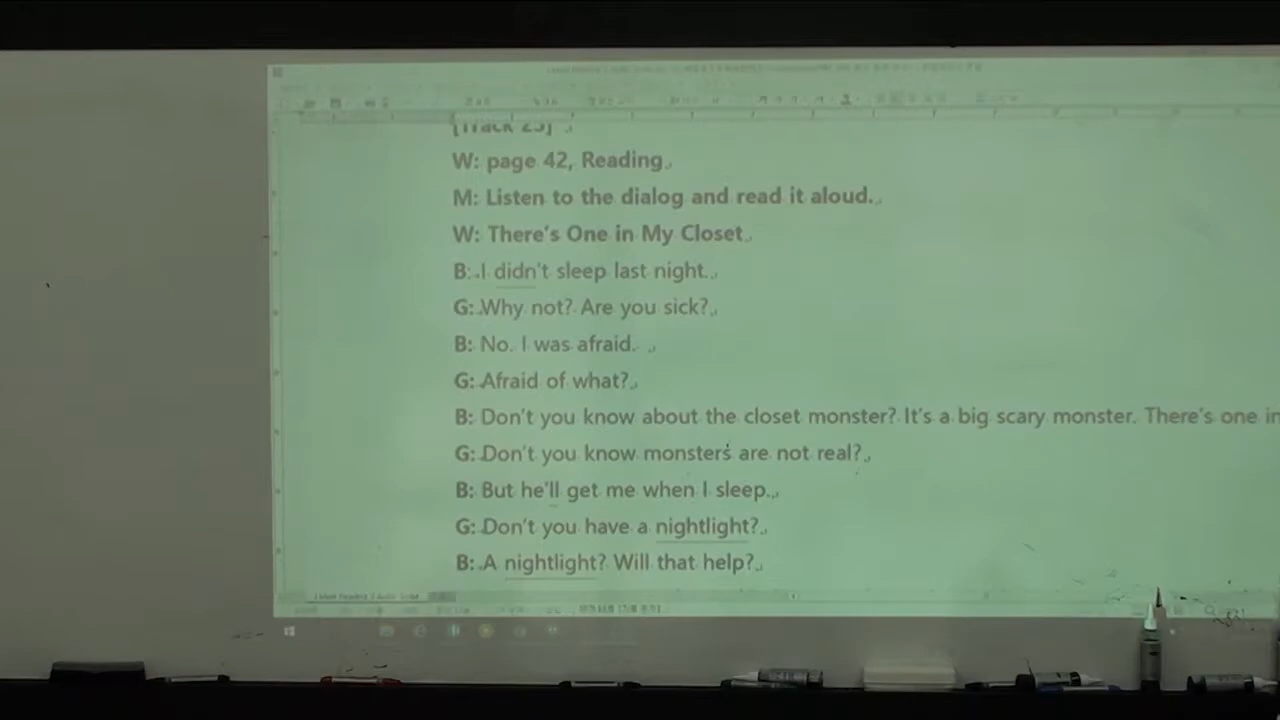 [Track 25]
W: page 42, Reading
M: Listen to the dialog and read it aloud.
W: There's One in My Closet
B: I didn't sleep last night.
G: Why not? Are you sick?
B: No. I was afraid.
G: Afraid of what?
B: Don't you know about the closet monster? It's a big scary monster. There's one in
G: Don't you know monsters are not real?
B: But he'll get me when I sleep.
G: Don't you have a nightlight?
B: A nightlight? Will that help?